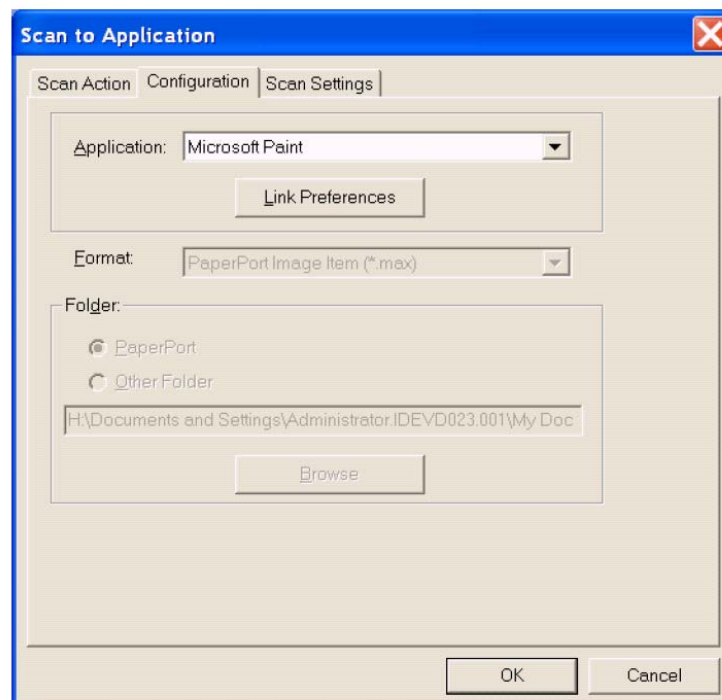 Scan to Application
Scan Action Configuration Scan Settings
Application: Microsoft Paint
Link Preferences
Format: PaperPort Image Item (*.max)
Folder:
PaperPort
Other Folder
H:\Documents and Settings\Administrator.IDEVD023.001\My Doc
Browse
OK Cancel